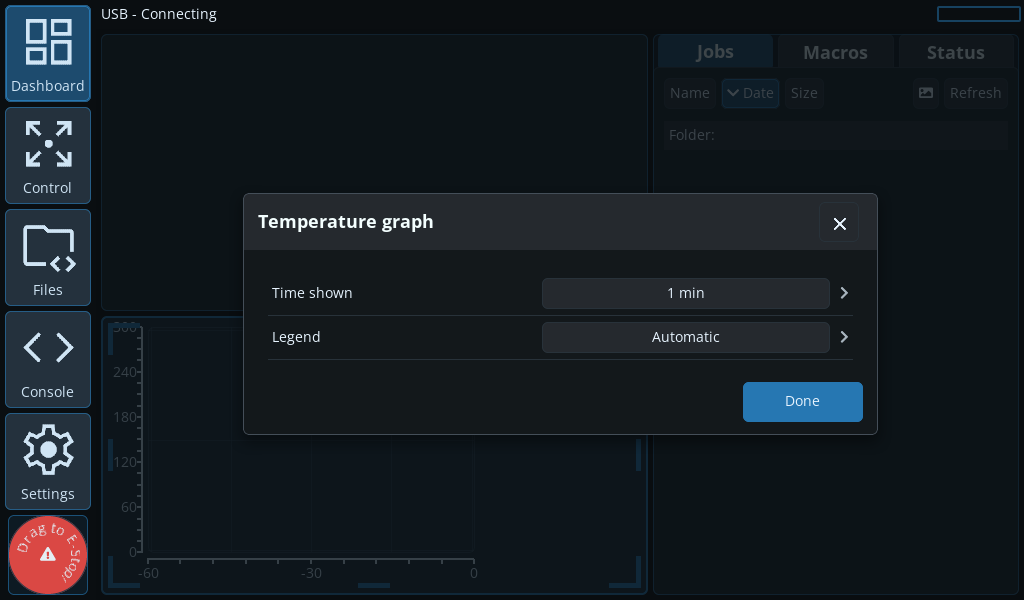 USB - Connecting
Dashboard
Control
Files
Console
Settings
Drag to E-Stop!
Jobs Macros Status
Name Date Size Refresh
Folder:
Temperature graph
Time shown 1 min
Legend Automatic
Done
300
240
180
120
60
0
-60 -30 0